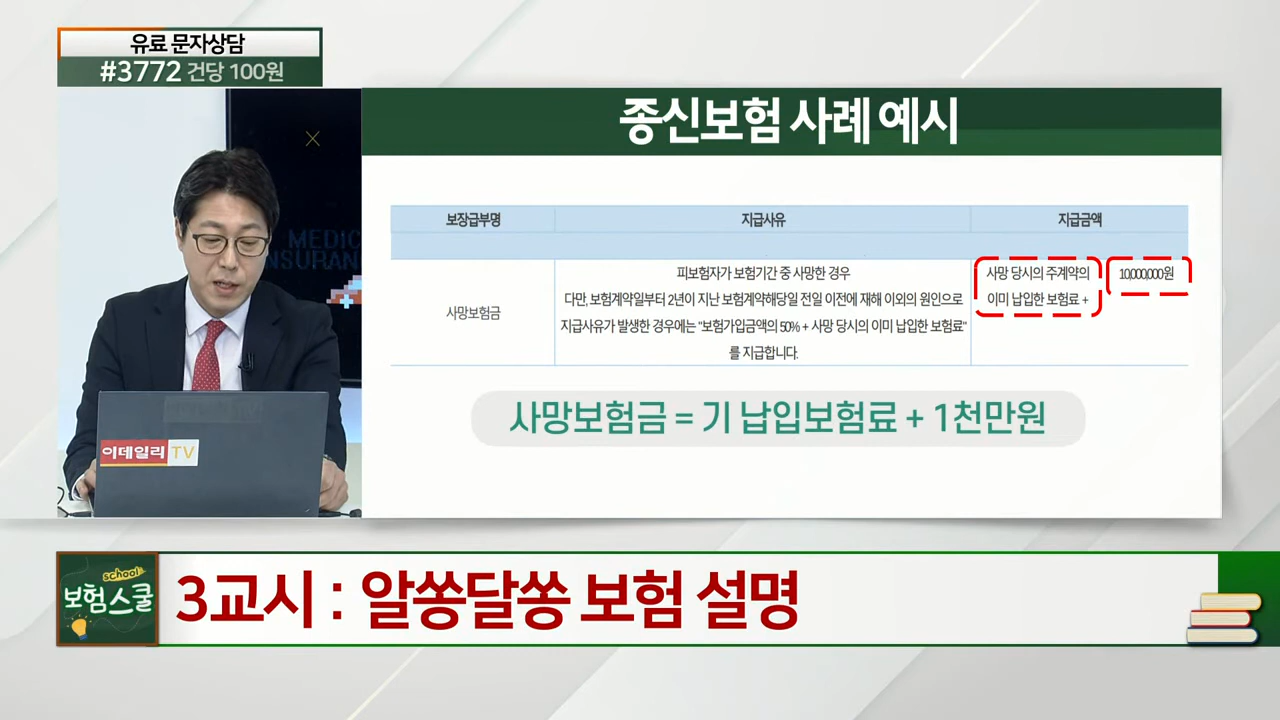 유료 문자상담
#3772 건당 100원
종신보험 사례 예시
보장급부명 지급사유 지급금액
사망보험금
피보험자가 보험기간 중 사망한 경우
다만, 보험계약일부터 2년이 지난 보험계약해당일 전일 이전에 재해 이외의 원인으로
지급사유가 발생한 경우에는 "보험가입금액의 50% + 사망 당시의 이미 납입한 보험료"
를 지급합니다.
사망 당시의 주계약의
이미 납입한 보험료 +
10,000,000원
사망보험금 = 기 납입보험료 + 1천만원
MEDIC
INSURAN
이데일리 TV
school
보험스쿨
3교시 : 알쏭달쏭 보험 설명